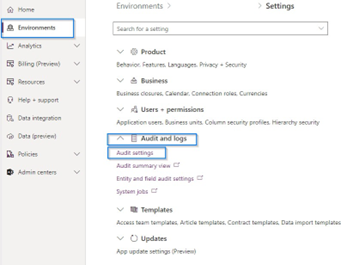 Home
Environments
Analytics
Billing (Preview)
Resources
Help + support
Data integration
Data (preview)
Policies
Admin centers
Environments > > Settings
Search for a setting
Product
Behavior, Features, Languages, Privacy + Security
Business
Business closures, Calendar, Connection roles, Currencies
Users + permissions
Application users, Business units, Column security profiles, Hierarchy security
Audit and logs
Audit settings
Audit summary view
Entity and field audit settings
System jobs
Templates
Access team templates, Article templates, Contract templates, Data import templates
Updates
App update settings (Preview)